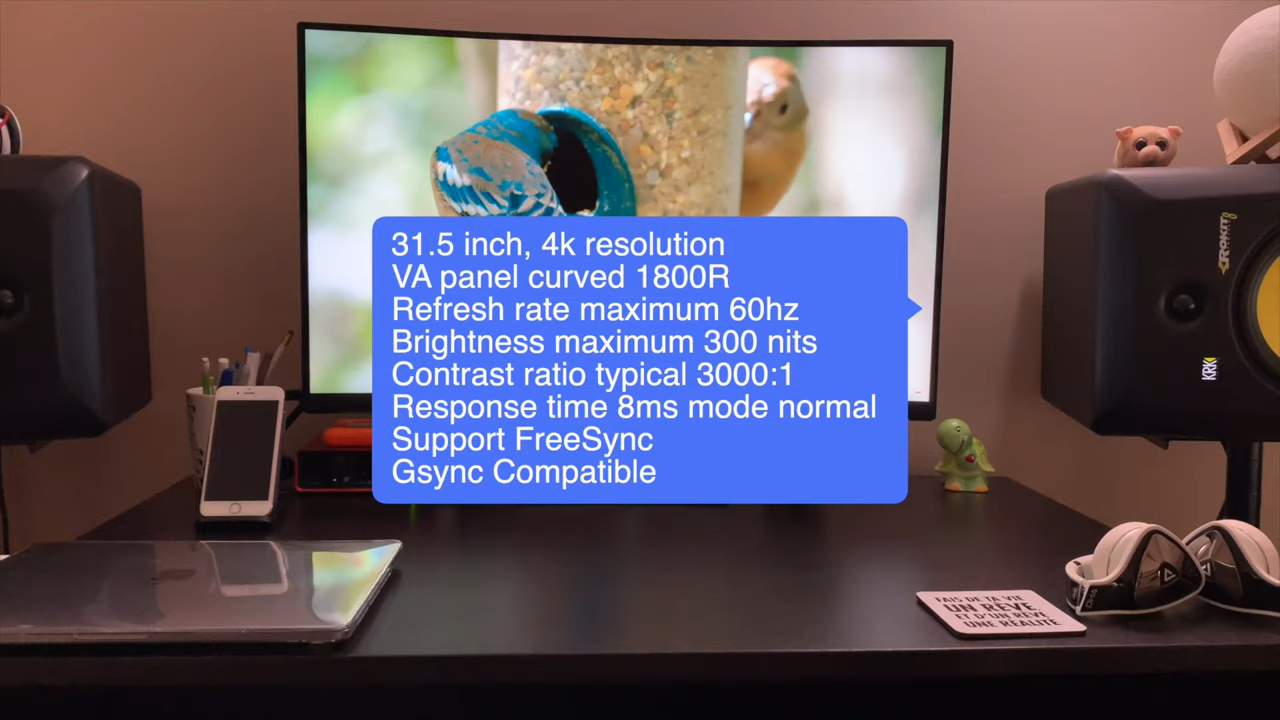 31.5 inch, 4k resolution
VA panel curved 1800R
Refresh rate maximum 60hz
Brightness maximum 300 nits
Contrast ratio typical 3000:1
Response time 8ms mode normal
Support FreeSync
Gsync Compatible
ROKIT
KRK
FAIS DE TA VIE
UN RÊVE,
ET D'UN RÊVE,
UNE RÉALITÉ